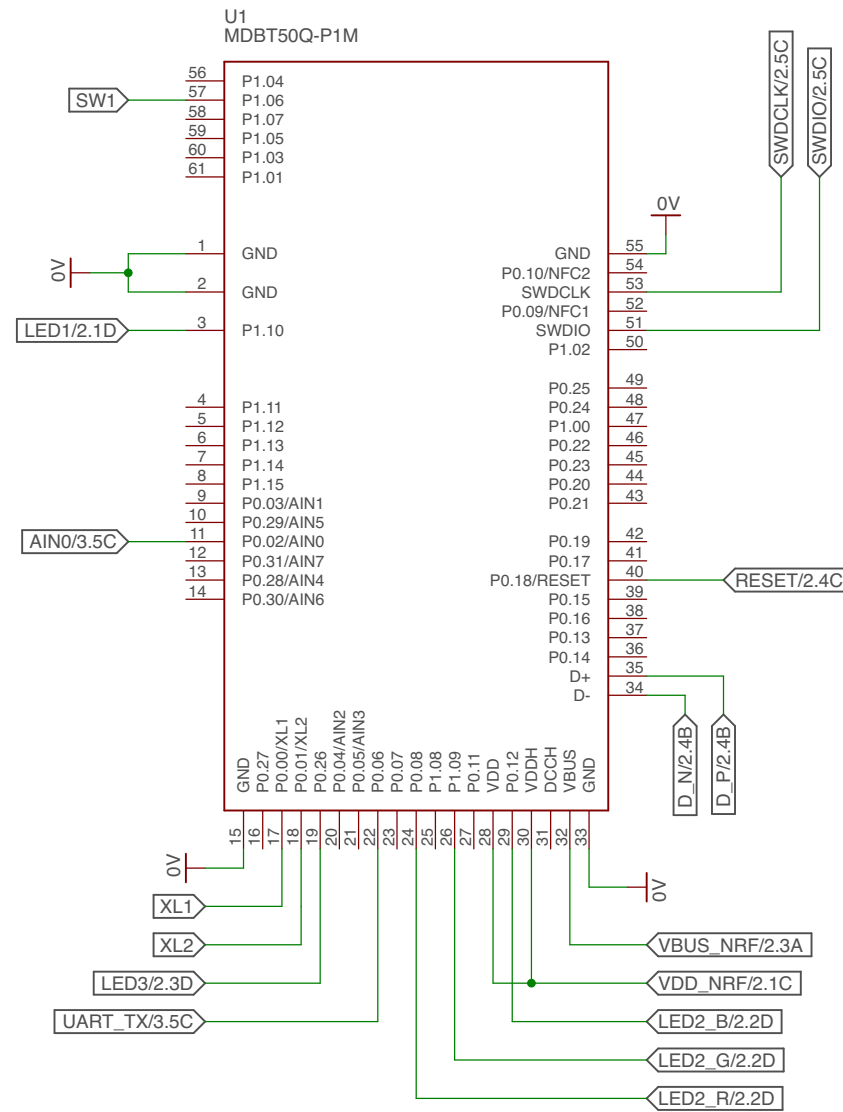 U1
MDBT50Q-P1M
56 P1.04
SW1 57 P1.06
58 P1.07
59 P1.05
60 P1.03
61 P1.01
0V
1 GND
2 GND
LED1/2.1D 3 P1.10
4 P1.11
5 P1.12
6 P1.13
7 P1.14
8 P1.15
9 P0.03/AIN1
10 P0.29/AIN5
AIN0/3.5C 11 P0.02/AIN0
12 P0.31/AIN7
13 P0.28/AIN4
14 P0.30/AIN6
SWDCLK/2.5C
SWDIO/2.5C
0V
GND 55
P0.10/NFC2 54
SWDCLK 53
P0.09/NFC1 52
SWDIO 51
P1.02 50
P0.25 49
P0.24 48
P1.00 47
P0.22 46
P0.23 45
P0.20 44
P0.21 43
P0.19 42
P0.17 41
P0.18/RESET 40 RESET/2.4C
P0.15 39
P0.16 38
P0.13 37
P0.14 36
D+ 35
D- 34
D_N/2.4B
D_P/2.4B
GND 15
P0.27 16
P0.00/XL1 17
P0.01/XL2 18
P0.26 19
P0.04/AIN2 20
P0.05/AIN3 21
P0.06 22
P0.07 23
P0.08 24
P1.08 25
P1.09 26
P0.11 27
VDD 28
P0.12 29
VDDH 30
DCCH 31
VBUS 32
GND 33
0V
0V
XL1
XL2
LED3/2.3D
UART_TX/3.5C
VBUS_NRF/2.3A
VDD_NRF/2.1C
LED2_B/2.2D
LED2_G/2.2D
LED2_R/2.2D